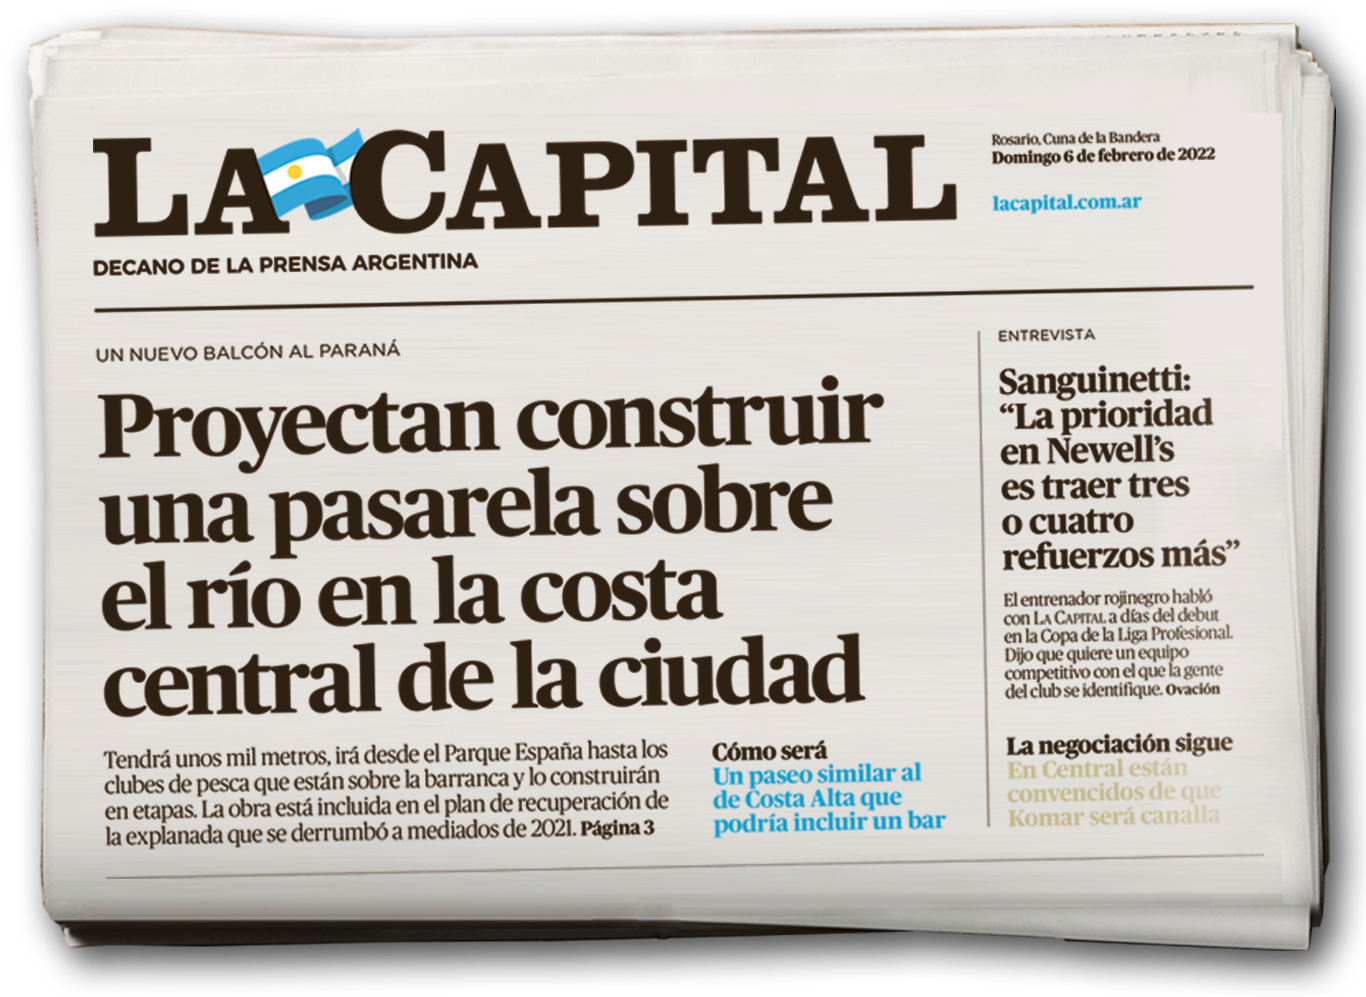 LA CAPITAL
DECANO DE LA PRENSA ARGENTINA
Rosario, Cuna de la Bandera
Domingo 6 de febrero de 2022
lacapital.com.ar
UN NUEVO BALCÓN AL PARANÁ
Proyectan construir
una pasarela sobre
el río en la costa
central de la ciudad
Tendrá unos mil metros, irá desde el Parque España hasta los
clubes de pesca que están sobre la barranca y lo construirán
en etapas. La obra está incluida en el plan de recuperación de
la explanada que se derrumbó a mediados de 2021. Página 3
Cómo será
Un paseo similar al
de Costa Alta que
podría incluir un bar
ENTREVISTA
Sanguinetti:
“La prioridad
en Newell’s
es traer tres
o cuatro
refuerzos más”
El entrenador rojinegro habló
con LA CAPITAL a días del debut
en la Copa de la Liga Profesional.
Dijo que quiere un equipo
competitivo con el que la gente
del club se identifique. Ovación
La negociación sigue
En Central están
convencidos de que
Komar será canalla